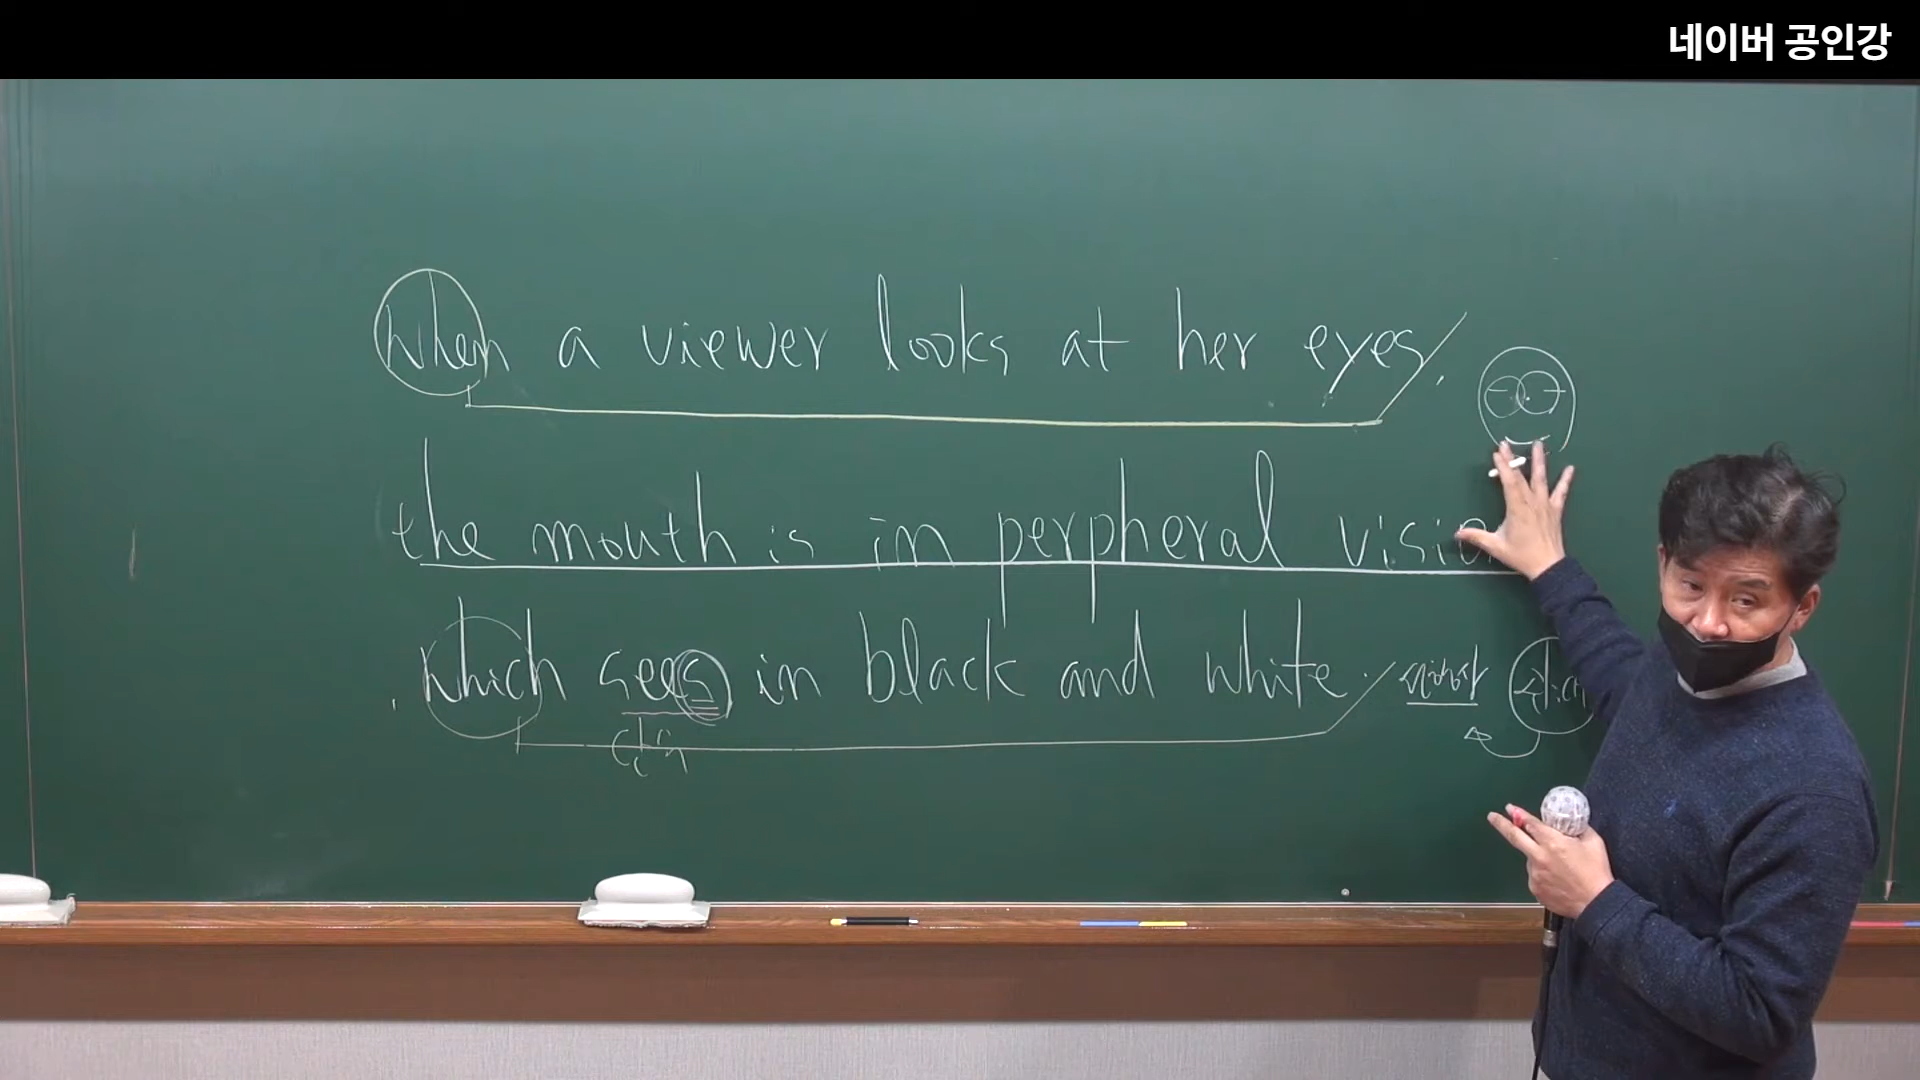 네이버 공인강
When a viewer looks at her eyes,
the mouth is in perpheral vision
, which sees in black and white.